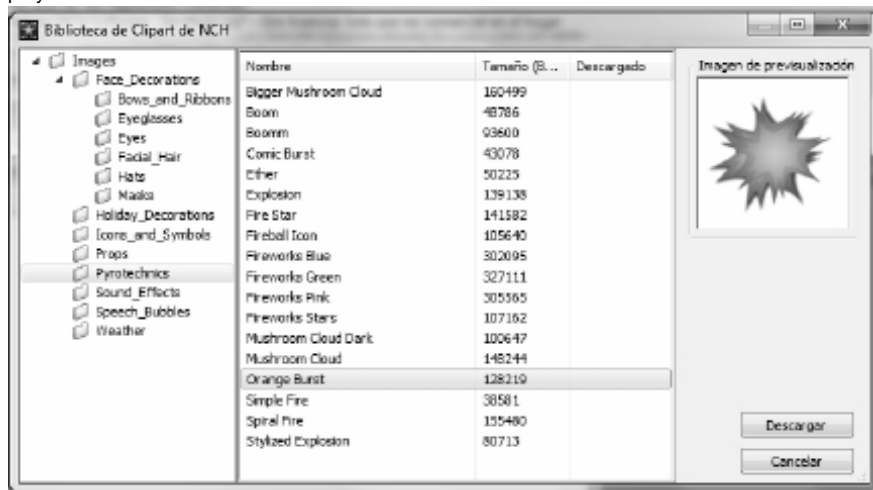 Biblioteca de Clipart de NCH
Images
Face_Decorations
Bows_and_Ribbons
Eyeglasses
Eyes
Facial_Hair
Hats
Masks
Holiday_Decorations
Icons_and_Symbols
Props
Pyrotechnics
Sound_Effects
Speech_Bubbles
Weather
Nombre Tamaño (B... Descargado
Bigger Mushroom Cloud 160499
Boom 48786
Boomm 93600
Comic Burst 43078
Ether 50225
Explosion 139138
Fire Star 141582
Fireball Icon 105640
Fireworks Blue 302095
Fireworks Green 327111
Fireworks Pink 305565
Fireworks Stars 107162
Mushroom Cloud Dark 100647
Mushroom Cloud 148244
Orange Burst 128219
Simple Fire 38581
Spiral Fire 155480
Stylized Explosion 80713
Imagen de previsualización
Descargar
Cancelar